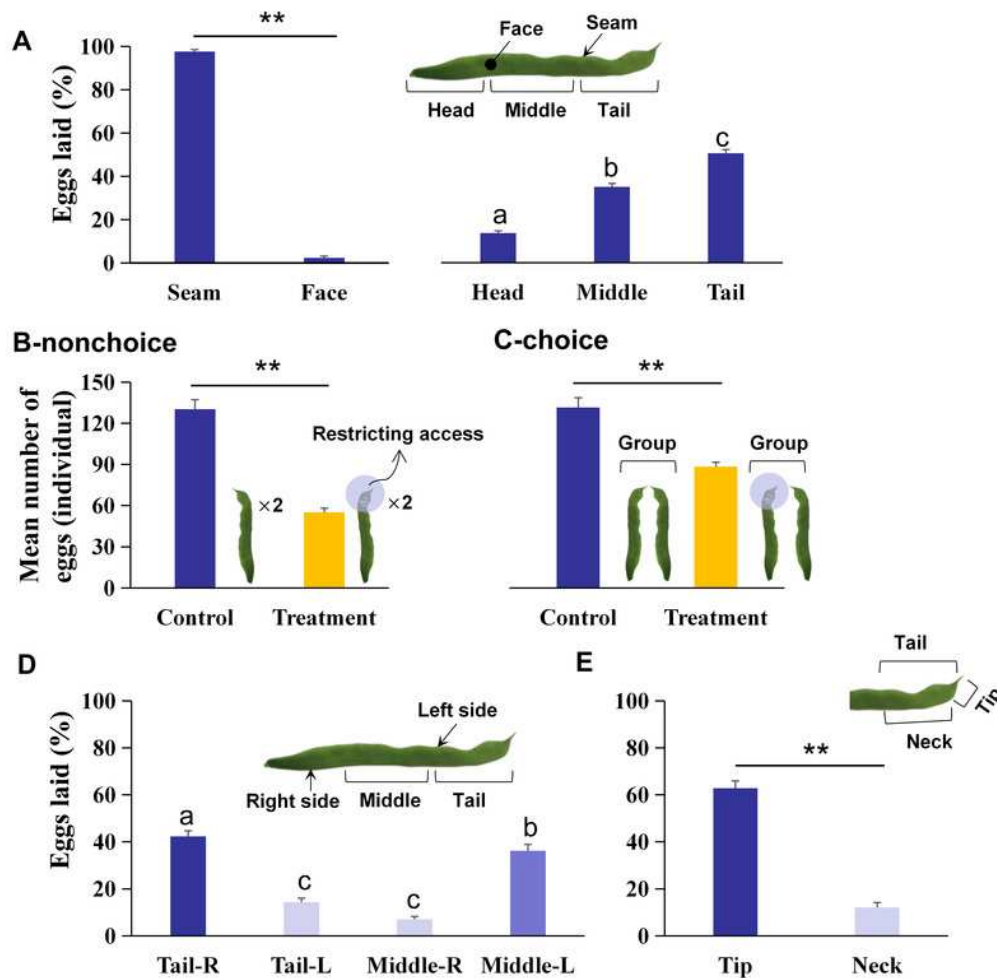 A
**
Face
Seam
Head
Middle
Tail
Eggs laid (%)
100
80
60
40
20
0
a
b
c
Seam
Face
Head
Middle
Tail
B-nonchoice
C-choice
Mean number of
eggs (individual)
150
120
90
60
30
0
**
Restricting access
×2
×2
Control
Treatment
**
Group
Group
Control
Treatment
D
Eggs laid (%)
100
80
60
40
20
0
Left side
Right side
Middle
Tail
a
c
c
b
Tail-R
Tail-L
Middle-R
Middle-L
E
Tail
Tip
Neck
100
80
60
40
20
0
**
Tip
Neck